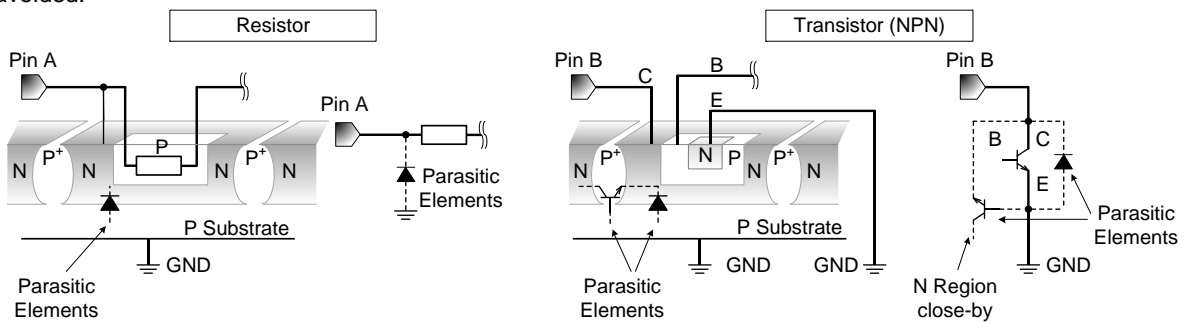 Resistor
Transistor (NPN)
Pin A
Pin A
N
P+
N
P
N
P+
N
Parasitic
Elements
P Substrate
GND
Parasitic
Elements
Pin B
C
B
E
N
P+
N
N
P
P+
N
N
P Substrate
GND
GND
Parasitic
Elements
Pin B
B
C
E
Parasitic
Elements
GND
N Region
close-by